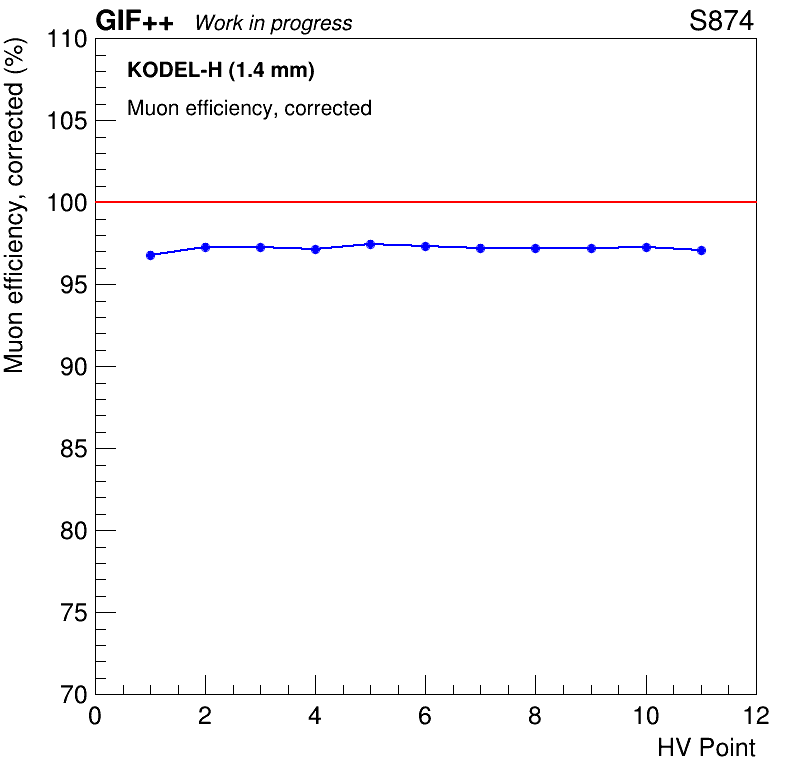 GIF++ Work in progress S874
KODEL-H (1.4 mm)
Muon efficiency, corrected
Muon efficiency, corrected (%)
110
105
100
95
90
85
80
75
70
0 2 4 6 8 10 12
HV Point